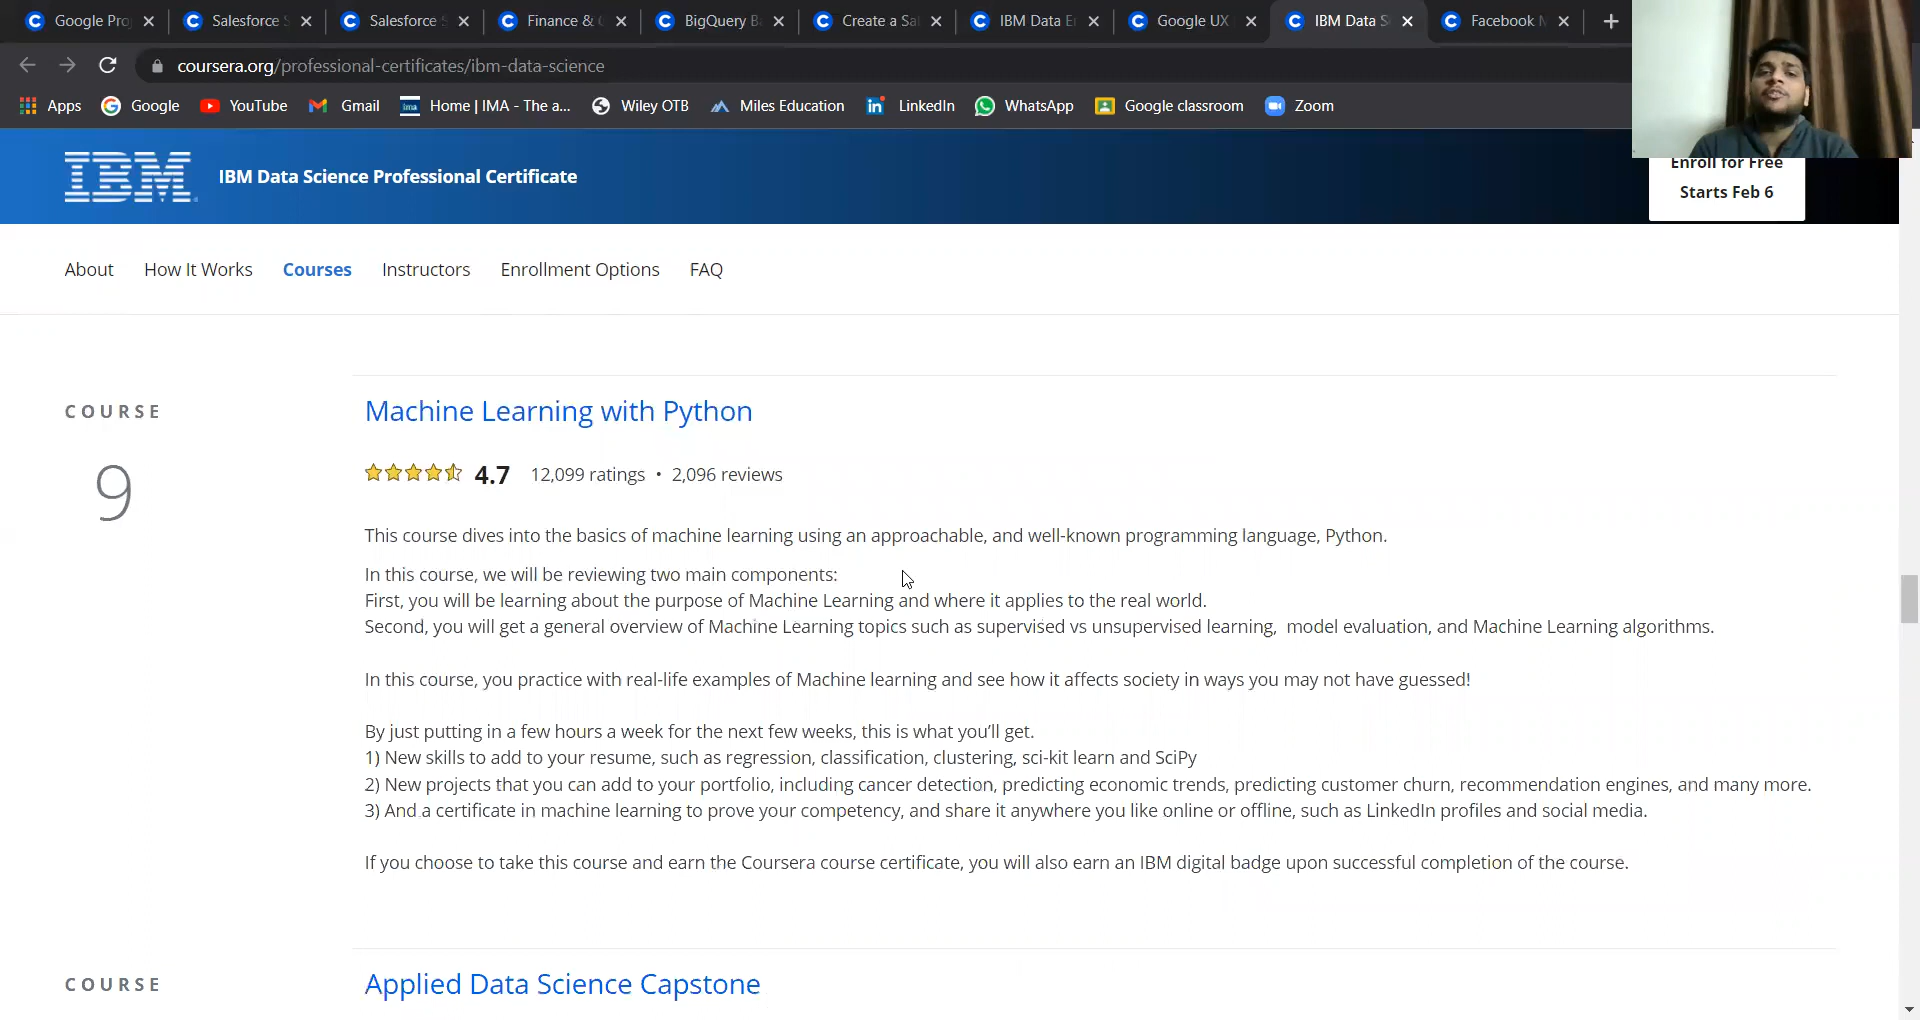 Google Pro
Salesforce S
Salesforce S
Finance &
BigQuery B
Create a Sal
IBM Data E
Google UX
IBM Data S
Facebook M
coursera.org/professional-certificates/ibm-data-science
Apps
Google
YouTube
Gmail
ima
Home | IMA - The a...
Wiley OTB
Miles Education
LinkedIn
WhatsApp
Google classroom
Zoom
IBM
IBM Data Science Professional Certificate
Enroll for Free
Starts Feb 6
About
How It Works
Courses
Instructors
Enrollment Options
FAQ
COURSE
9
Machine Learning with Python
4.7 12,099 ratings • 2,096 reviews
This course dives into the basics of machine learning using an approachable, and well-known programming language, Python.
In this course, we will be reviewing two main components:
First, you will be learning about the purpose of Machine Learning and where it applies to the real world.
Second, you will get a general overview of Machine Learning topics such as supervised vs unsupervised learning, model evaluation, and Machine Learning algorithms.
In this course, you practice with real-life examples of Machine learning and see how it affects society in ways you may not have guessed!
By just putting in a few hours a week for the next few weeks, this is what you'll get.
1) New skills to add to your resume, such as regression, classification, clustering, sci-kit learn and SciPy
2) New projects that you can add to your portfolio, including cancer detection, predicting economic trends, predicting customer churn, recommendation engines, and many more.
3) And a certificate in machine learning to prove your competency, and share it anywhere you like online or offline, such as LinkedIn profiles and social media.
If you choose to take this course and earn the Coursera course certificate, you will also earn an IBM digital badge upon successful completion of the course.
COURSE
Applied Data Science Capstone